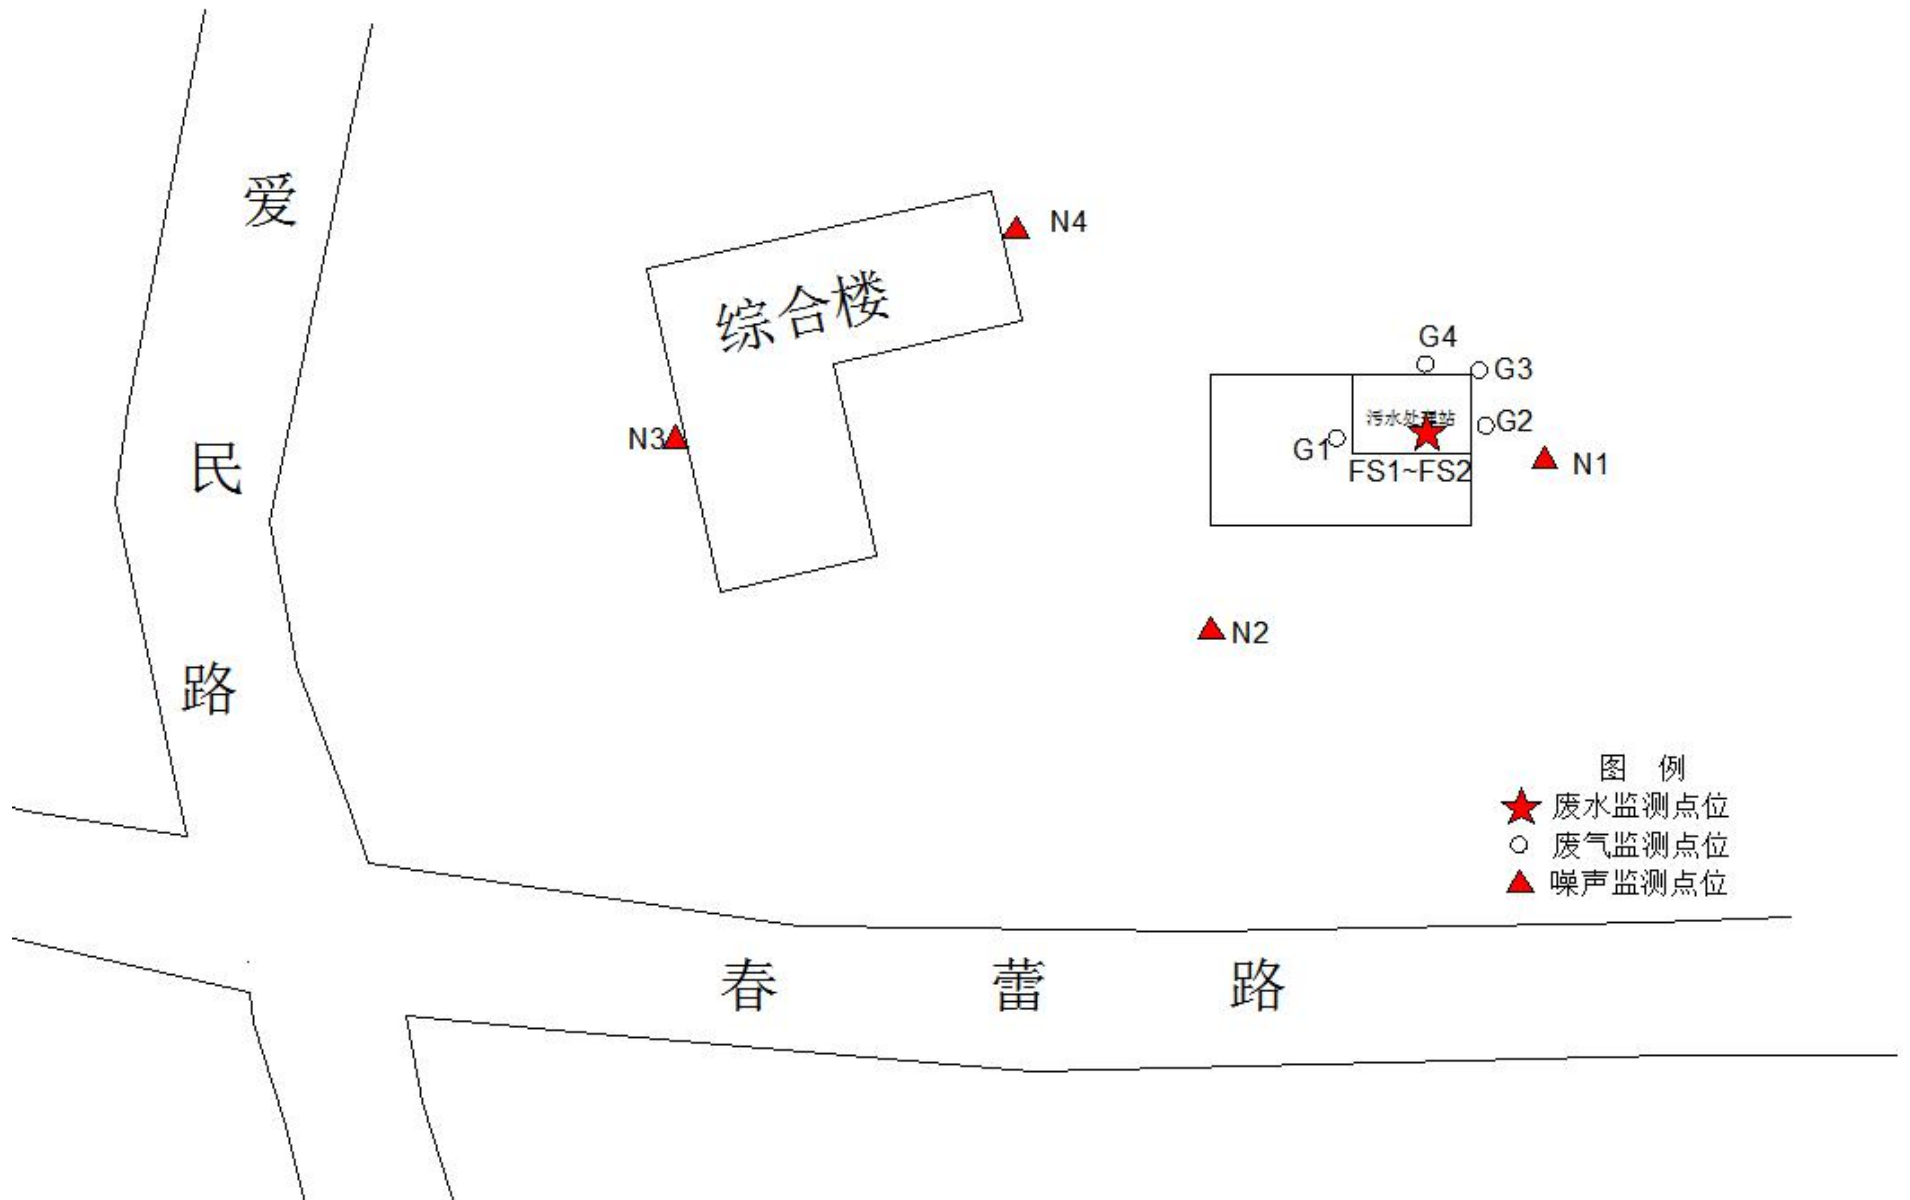 爱
民
路
综合楼
N4
N3
G4
G3
污水处理站
G2
G1
FS1~FS2
N1
N2
图 例
废水监测点位
废气监测点位
噪声监测点位
春 蕾 路